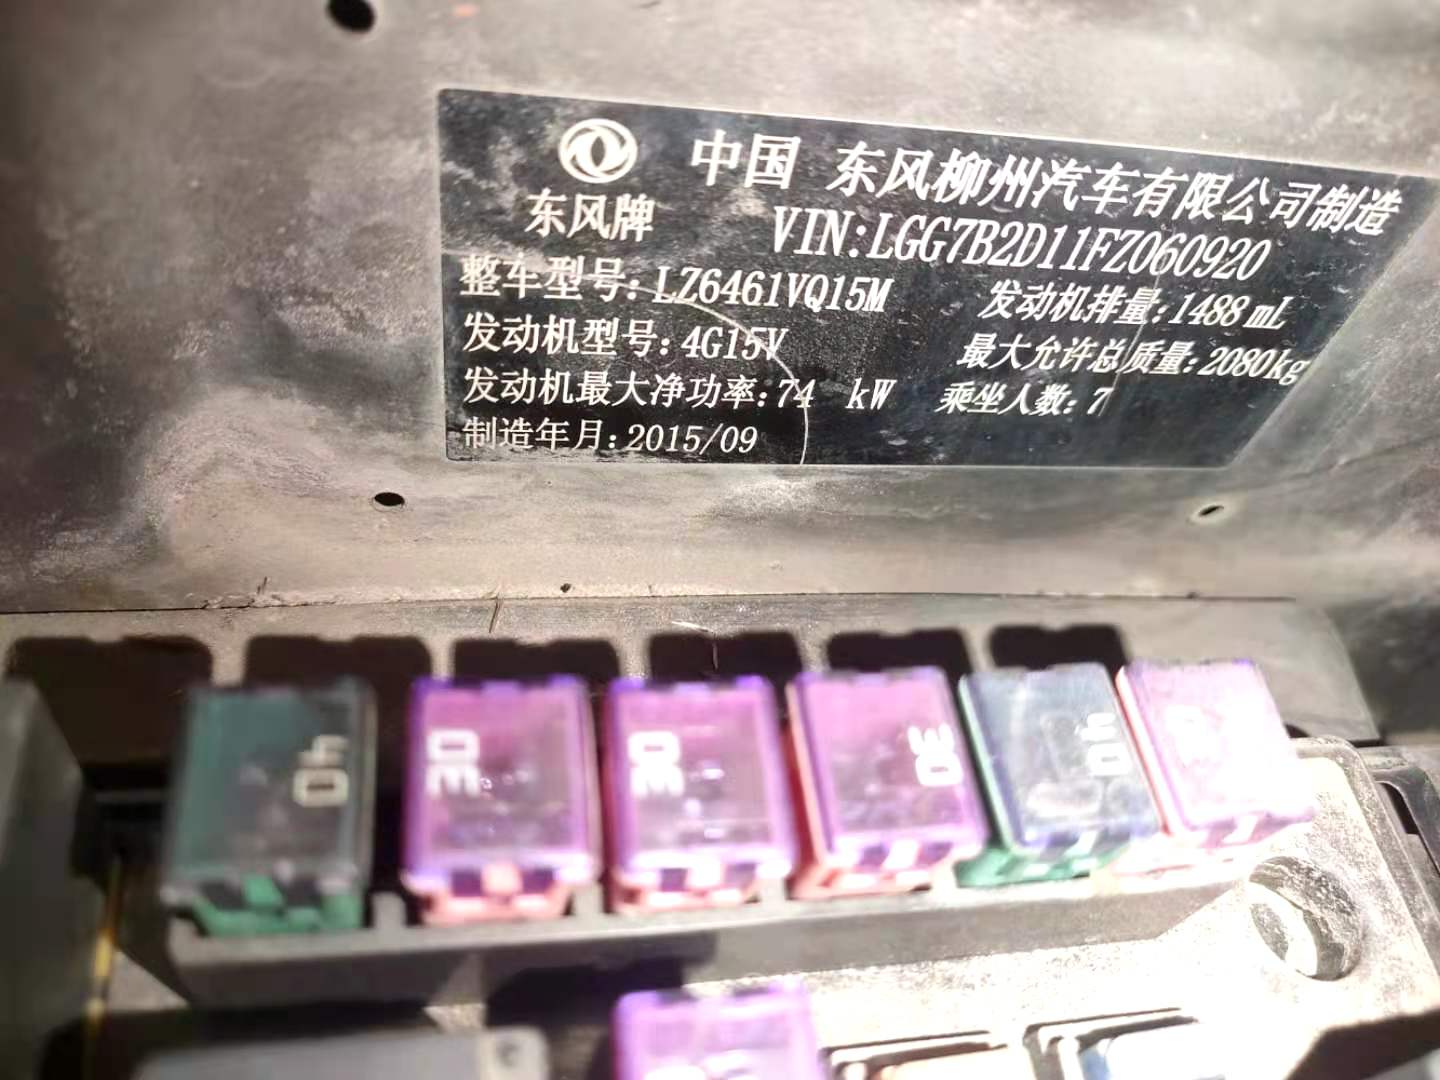 中国 东风柳州汽车有限公司制造
东风牌
VIN:LGG7B2D11FZ060920
整车型号:LZ6461VQ15M
发动机排量:1488 mL
发动机型号:4G15V
最大允许总质量:2080kg
发动机最大净功率:74 kW
乘坐人数:7
制造年月:2015/09
40
30
30
30
40